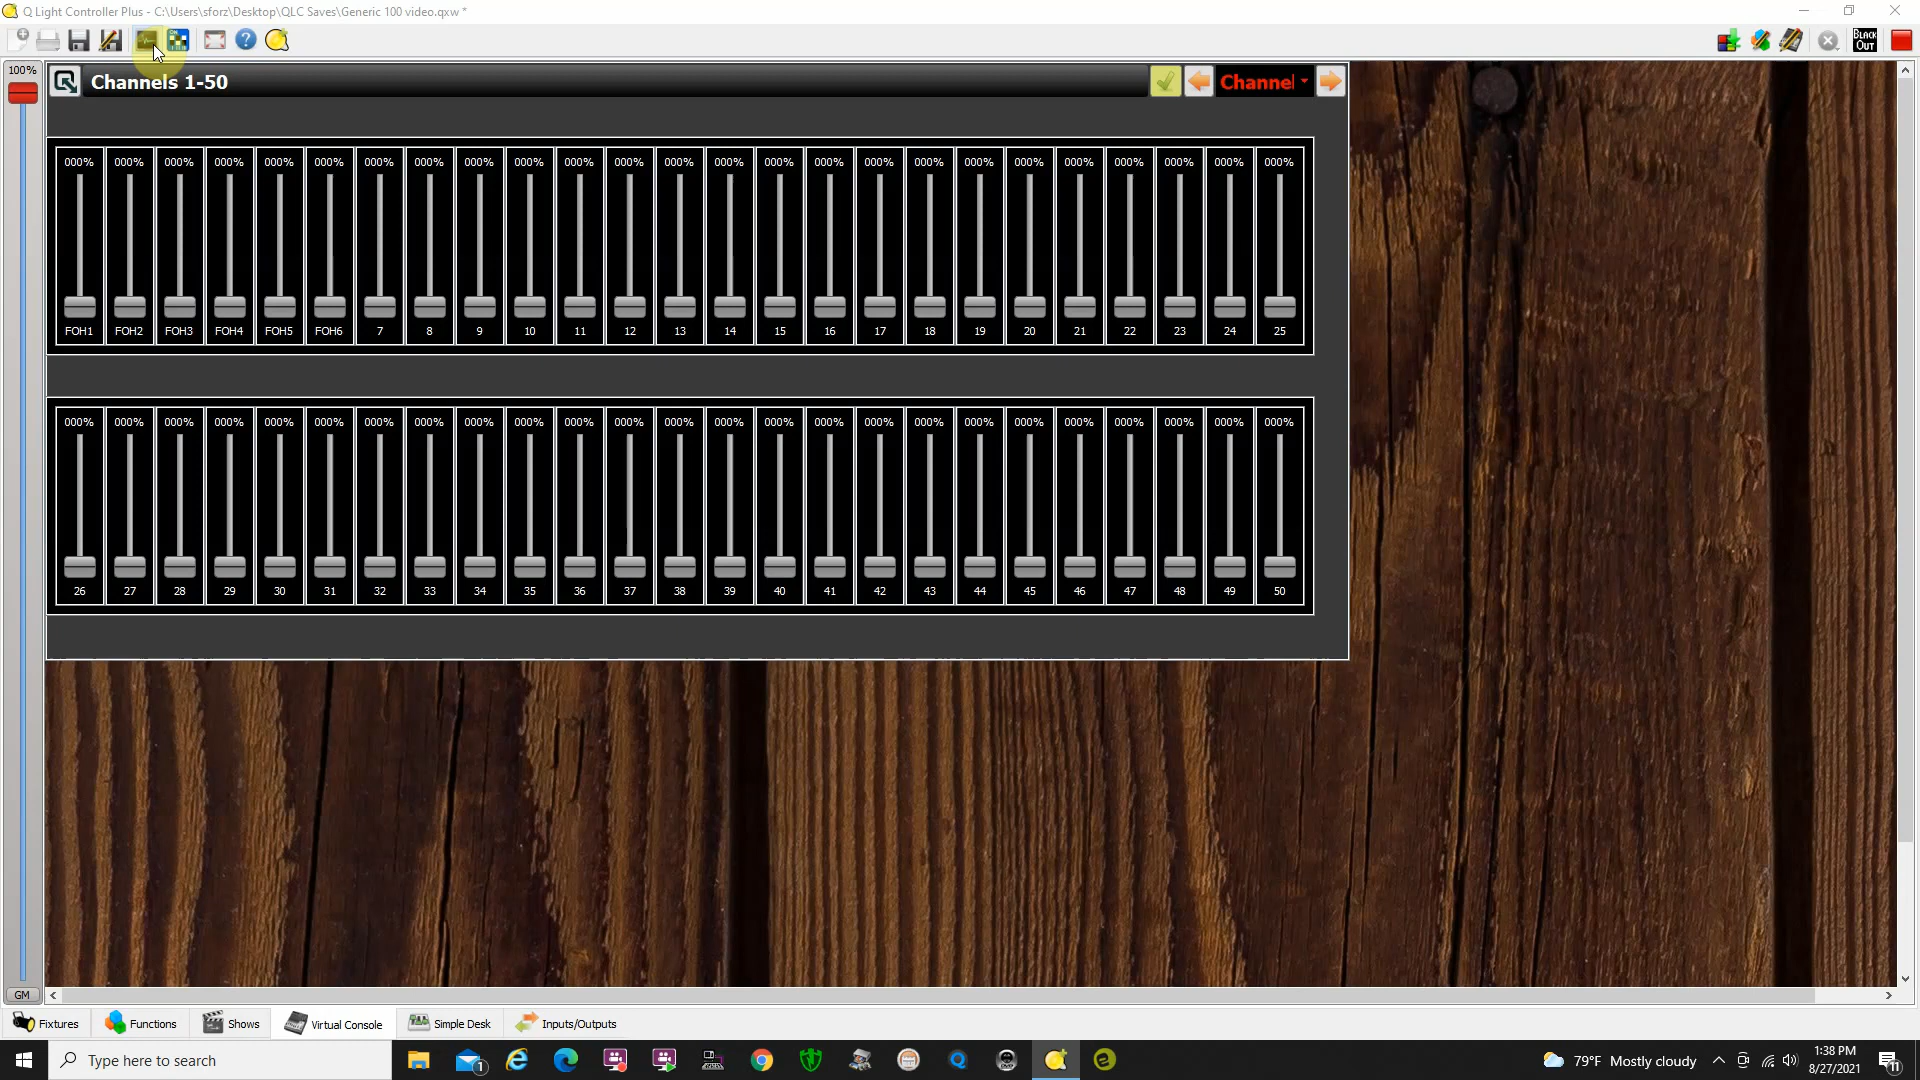 Q Light Controller Plus - C:\Users\sforz\Desktop\QLC Saves\Generic 100 video.qxw *
BLACK OUT
100%
Channels 1-50
Channel
000% 000% 000% 000% 000% 000% 000% 000% 000% 000% 000% 000% 000% 000% 000% 000% 000% 000% 000% 000% 000% 000% 000% 000% 000%
FOH1 FOH2 FOH3 FOH4 FOH5 FOH6 7 8 9 10 11 12 13 14 15 16 17 18 19 20 21 22 23 24 25
000% 000% 000% 000% 000% 000% 000% 000% 000% 000% 000% 000% 000% 000% 000% 000% 000% 000% 000% 000% 000% 000% 000% 000% 000%
26 27 28 29 30 31 32 33 34 35 36 37 38 39 40 41 42 43 44 45 46 47 48 49 50
GM
Fixtures Functions Shows Virtual Console Simple Desk Inputs/Outputs
Type here to search
1
79°F Mostly cloudy
1:38 PM
8/27/2021
11